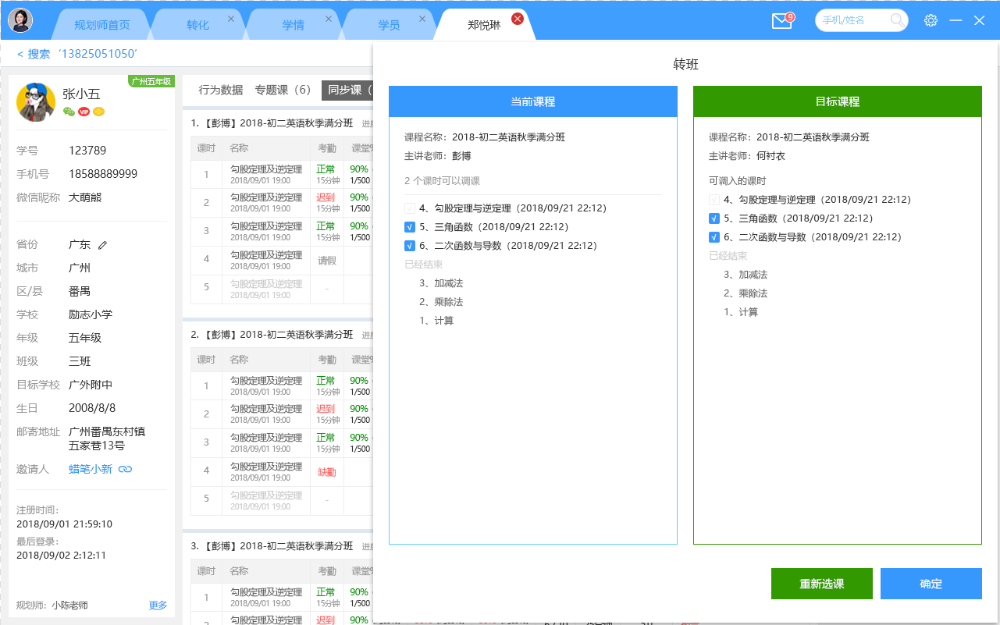 规划师首页
转化
学情
学员
郑悦琳
9
手机/姓名
< 搜索 ‘13825051050’
广州五年级
张小五
VIP
学号 123789
手机号 18588889999
微信昵称 大萌熊
省份 广东
城市 广州
区/县 番禺
学校 励志小学
年级 五年级
班级 三班
目标学校 广外附中
生日 2008/8/8
邮寄地址 广州番禺东村镇
五家巷13号
邀请人 蜡笔小新
注册时间：
2018/09/01 21:59:10
最后登录：
2018/09/02 2:12:11
规划师: 小陈老师 更多
行为数据 专题课（6） 同步课（
1. 【彭博】2018-初二英语秋季满分班
课时 名称 考勤 课堂
1 勾股定理及逆定理 正常 90%
2018/09/01 19:00 15分钟 1/500
2 勾股定理及逆定理 迟到 90%
2018/09/01 19:00 15分钟 1/500
3 勾股定理及逆定理 正常 90%
2018/09/01 19:00 15分钟 1/500
4 勾股定理及逆定理 请假
2018/09/01 19:00
5 勾股定理及逆定理 -
2018/09/01 19:00
2. 【彭博】2018-初二英语秋季满分班
课时 名称 考勤 课堂
1 勾股定理及逆定理 正常 90%
2018/09/01 19:00 15分钟 1/500
2 勾股定理及逆定理 迟到 90%
2018/09/01 19:00 15分钟 1/500
3 勾股定理及逆定理 正常 90%
2018/09/01 19:00 15分钟 1/500
4 勾股定理及逆定理 缺勤
2018/09/01 19:00
5 勾股定理及逆定理 -
2018/09/01 19:00
3. 【彭博】2018-初二英语秋季满分班
课时 名称 考勤 课堂
1 勾股定理及逆定理 正常 90%
2018/09/01 19:00 15分钟 1/500
2 勾股定理及逆定理 迟到 90%
转班
当前课程
课程名称：2018-初二英语秋季满分班
主讲老师：彭博
2 个课时可以调课
4、勾股定理与逆定理（2018/09/21 22:12）
5、三角函数（2018/09/21 22:12）
6、二次函数与导数（2018/09/21 22:12）
已经结束
3、加减法
2、乘除法
1、计算
目标课程
课程名称：2018-初二英语秋季满分班
主讲老师：何衬衣
可调入的课时
4、勾股定理与逆定理（2018/09/21 22:12）
5、三角函数（2018/09/21 22:12）
6、二次函数与导数（2018/09/21 22:12）
已经结束
3、加减法
2、乘除法
1、计算
重新选课
确定